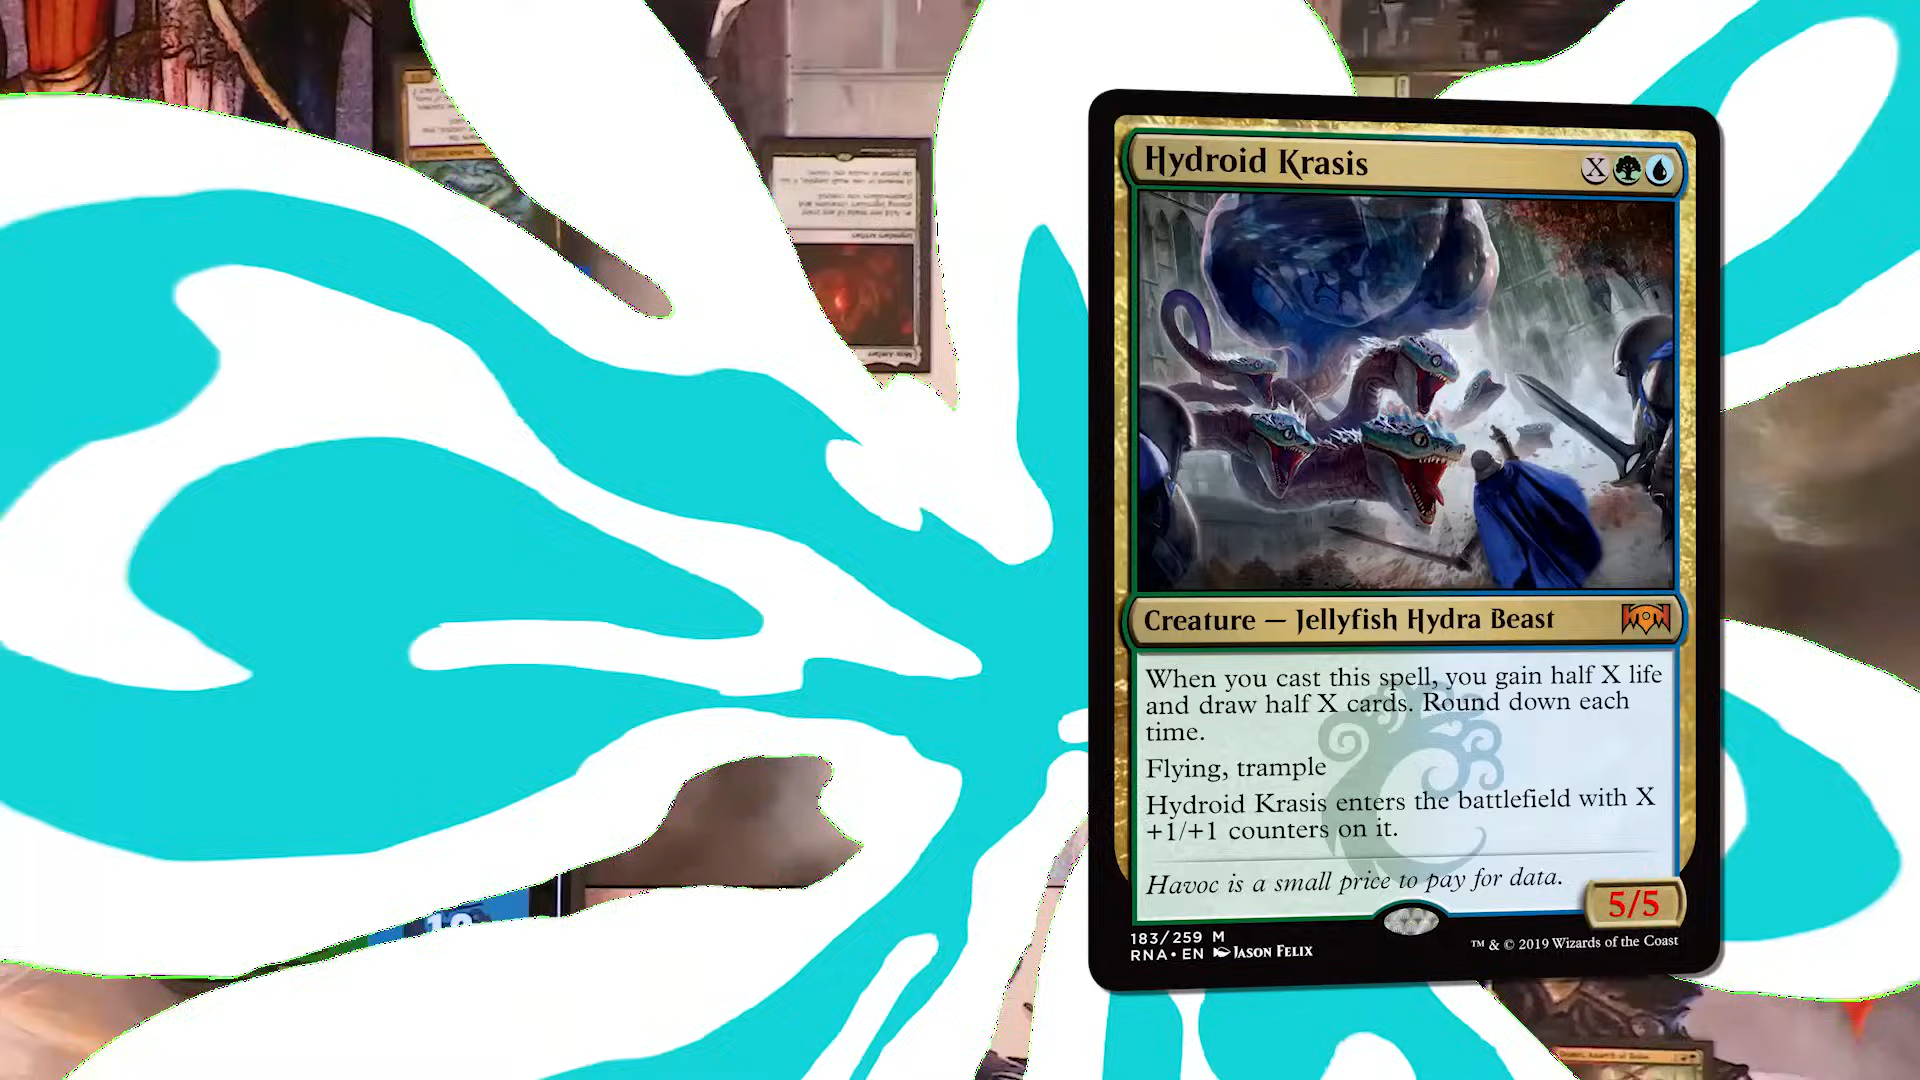 Hydroid Krasis
X
Creature — Jellyfish Hydra Beast
When you cast this spell, you gain half X life
and draw half X cards. Round down each
time.
Flying, trample
Hydroid Krasis enters the battlefield with X
+1/+1 counters on it.
Havoc is a small price to pay for data.
5/5
183/259 M
RNA • EN JASON FELIX
™ & © 2019 Wizards of the Coast